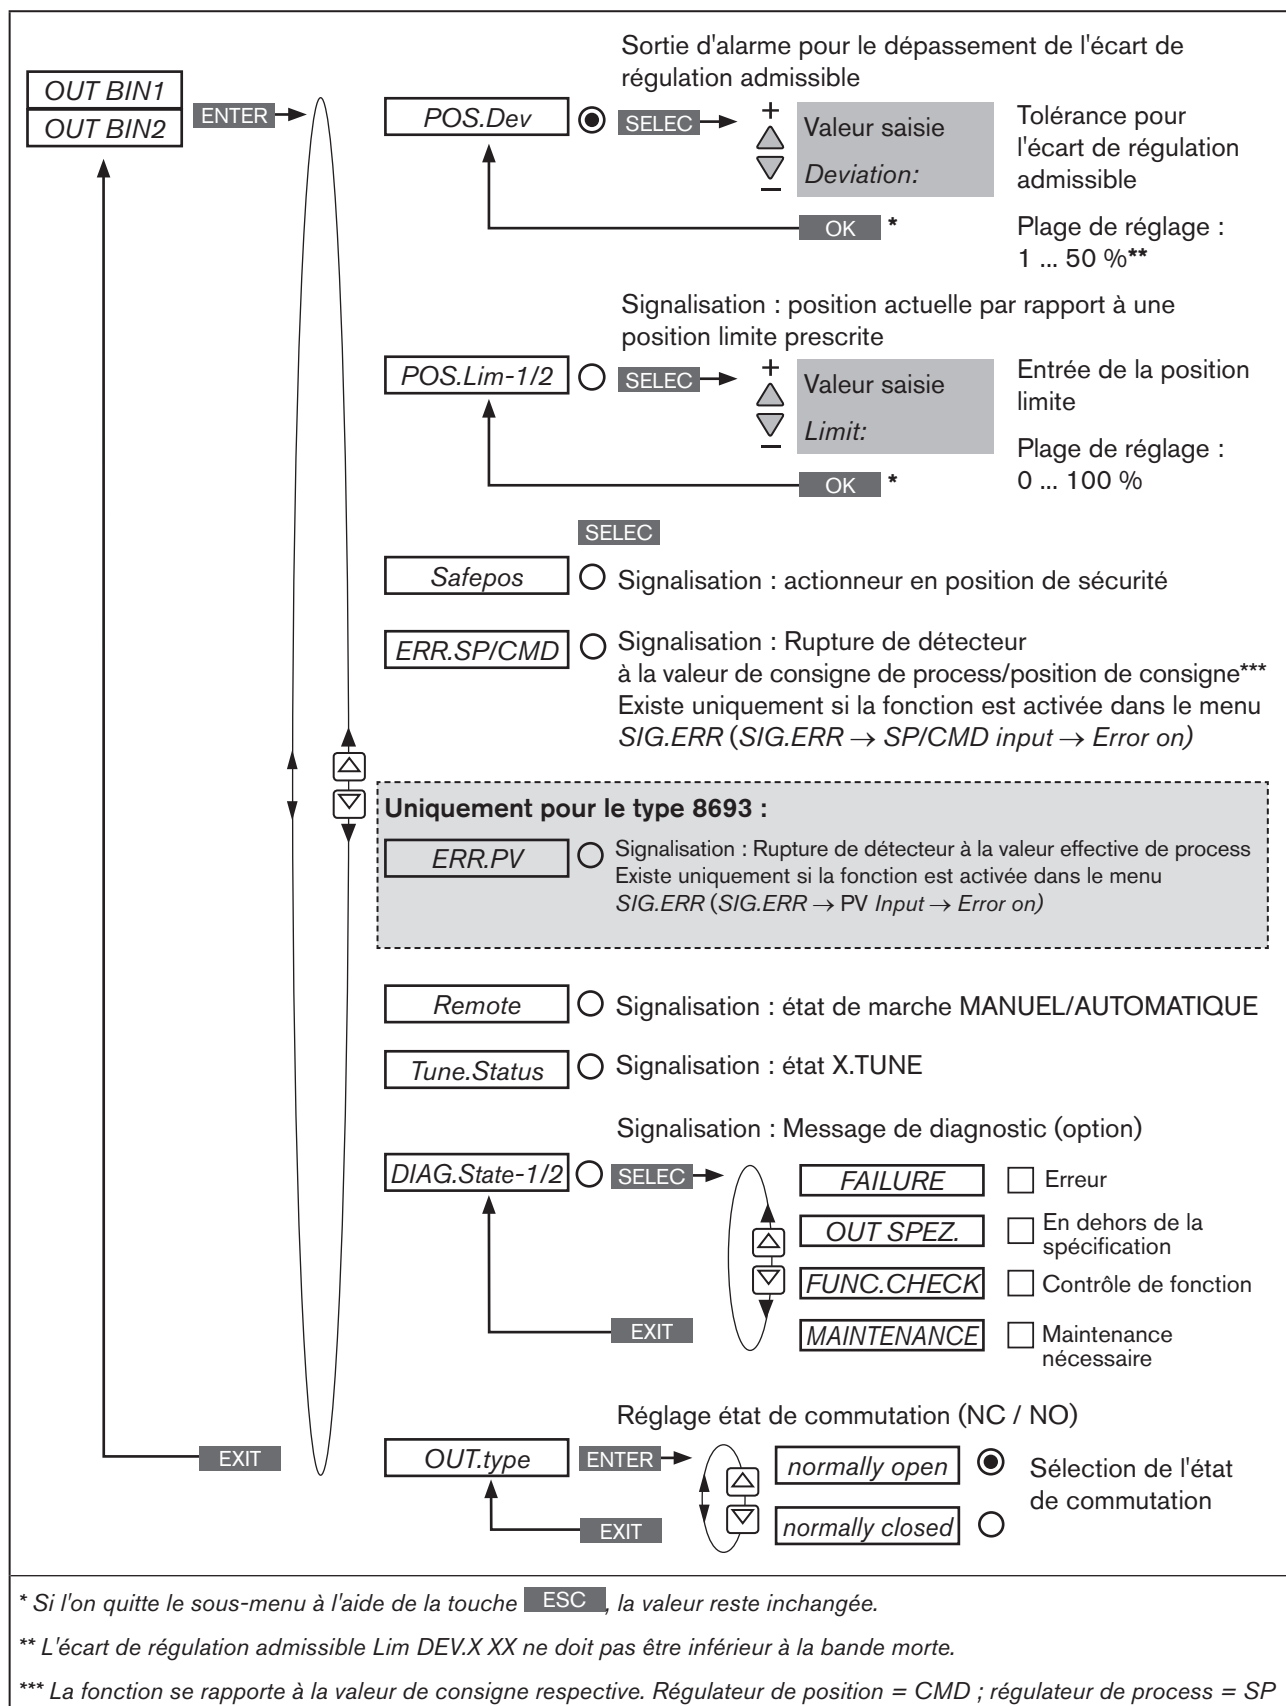 Sortie d'alarme pour le dépassement de l'écart de
régulation admissible
OUT BIN1
OUT BIN2
ENTER
POS.Dev
SELEC
+
Valeur saisie
Deviation:
–
OK *
Tolérance pour
l'écart de régulation
admissible
Plage de réglage :
1 ... 50 %**
Signalisation : position actuelle par rapport à une
position limite prescrite
POS.Lim-1/2
SELEC
+
Valeur saisie
Limit:
–
OK *
Entrée de la position
limite
Plage de réglage :
0 ... 100 %
SELEC
Safepos
Signalisation : actionneur en position de sécurité
ERR.SP/CMD
Signalisation : Rupture de détecteur
à la valeur de consigne de process/position de consigne***
Existe uniquement si la fonction est activée dans le menu
SIG.ERR (SIG.ERR → SP/CMD input → Error on)
Uniquement pour le type 8693 :
ERR.PV
Signalisation : Rupture de détecteur à la valeur effective de process
Existe uniquement si la fonction est activée dans le menu
SIG.ERR (SIG.ERR → PV Input → Error on)
Remote
Signalisation : état de marche MANUEL/AUTOMATIQUE
Tune.Status
Signalisation : état X.TUNE
Signalisation : Message de diagnostic (option)
DIAG.State-1/2
SELEC
FAILURE
Erreur
OUT SPEZ.
En dehors de la
spécification
FUNC.CHECK
Contrôle de fonction
EXIT
MAINTENANCE
Maintenance
nécessaire
Réglage état de commutation (NC / NO)
EXIT
OUT.type
ENTER
normally open
Sélection de l'état
de commutation
EXIT
normally closed
* Si l'on quitte le sous-menu à l'aide de la touche ESC , la valeur reste inchangée.
** L'écart de régulation admissible Lim DEV.X XX ne doit pas être inférieur à la bande morte.
*** La fonction se rapporte à la valeur de consigne respective. Régulateur de position = CMD ; régulateur de process = SP